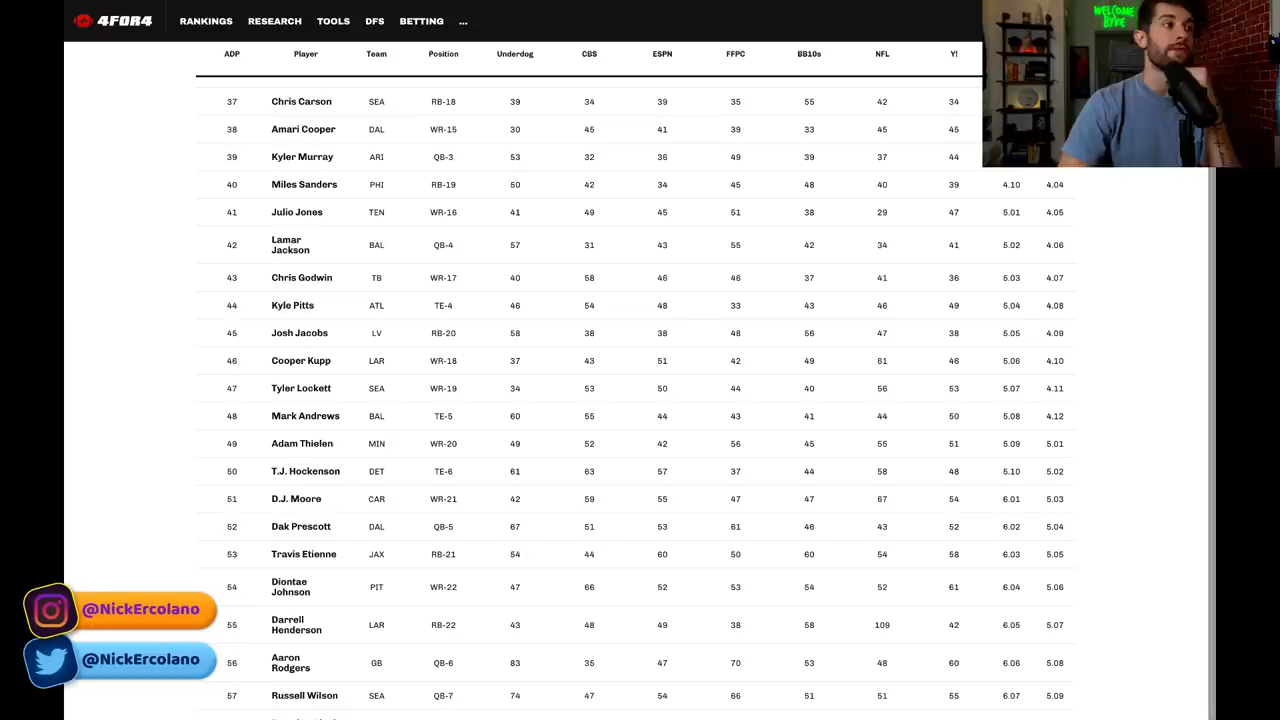 4FOR4 RANKINGS RESEARCH TOOLS DFS BETTING ...
WELCOME
BYKE
ADP Player Team Position Underdog CBS ESPN FFPC BB10s NFL Y!
37 Chris Carson SEA RB-18 39 34 39 35 55 42 34
38 Amari Cooper DAL WR-15 30 45 41 39 33 45 45
39 Kyler Murray ARI QB-3 53 32 36 49 39 37 44
40 Miles Sanders PHI RB-19 50 42 34 45 48 40 39 4.10 4.04
41 Julio Jones TEN WR-16 41 49 45 51 38 29 47 5.01 4.05
42 Lamar Jackson BAL QB-4 57 31 43 55 42 34 41 5.02 4.06
43 Chris Godwin TB WR-17 40 58 46 46 37 41 36 5.03 4.07
44 Kyle Pitts ATL TE-4 46 54 48 33 43 46 49 5.04 4.08
45 Josh Jacobs LV RB-20 58 38 38 48 56 47 38 5.05 4.09
46 Cooper Kupp LAR WR-18 37 43 51 42 49 61 46 5.06 4.10
47 Tyler Lockett SEA WR-19 34 53 50 44 40 56 53 5.07 4.11
48 Mark Andrews BAL TE-5 60 55 44 43 41 44 50 5.08 4.12
49 Adam Thielen MIN WR-20 49 52 42 56 45 55 51 5.09 5.01
50 T.J. Hockenson DET TE-6 61 63 57 37 44 58 48 5.10 5.02
51 D.J. Moore CAR WR-21 42 59 55 47 47 67 54 6.01 5.03
52 Dak Prescott DAL QB-5 67 51 53 61 46 43 52 6.02 5.04
53 Travis Etienne JAX RB-21 54 44 60 50 60 54 58 6.03 5.05
54 Diontae Johnson PIT WR-22 47 66 52 53 54 52 61 6.04 5.06
55 Darrell Henderson LAR RB-22 43 48 49 38 58 109 42 6.05 5.07
56 Aaron Rodgers GB QB-6 83 35 47 70 53 48 60 6.06 5.08
57 Russell Wilson SEA QB-7 74 47 54 66 51 51 55 6.07 5.09
@NickErcolano
@NickErcolano